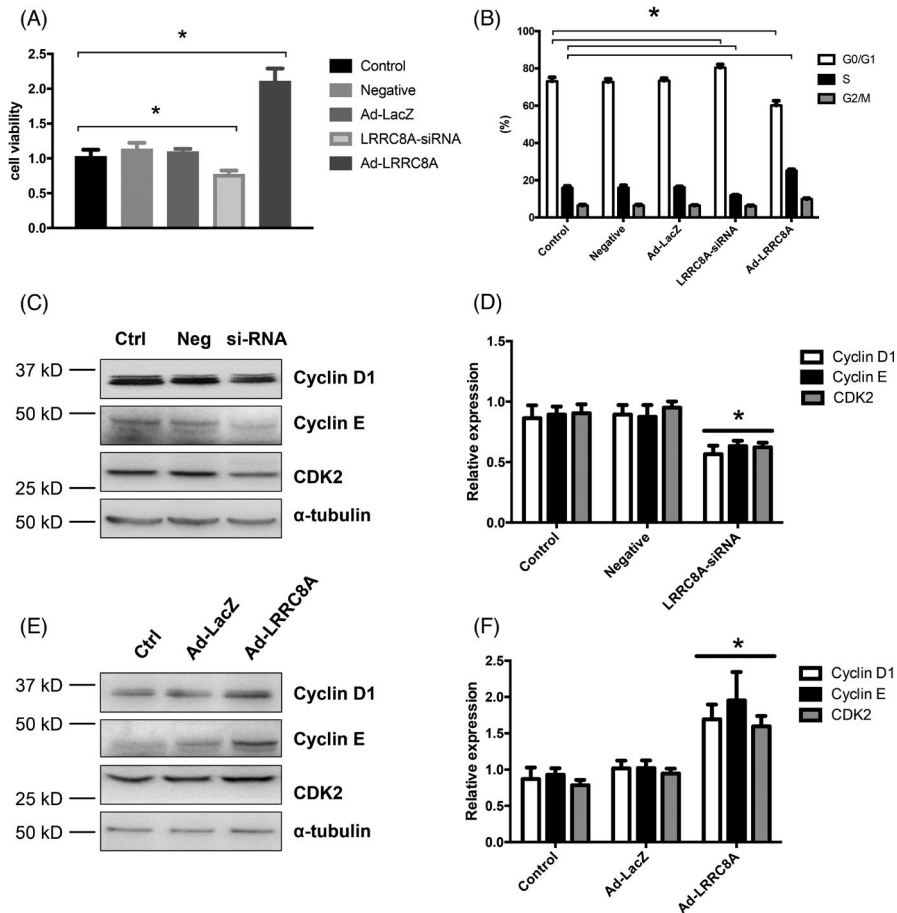 (A)
*
*
cell viability
2.5
2.0
1.5
1.0
0.5
0.0
Control
Negative
Ad-LacZ
LRRC8A-siRNA
Ad-LRRC8A
(B)
*
(%)
100
80
60
40
20
0
Control
Negative
Ad-LacZ
LRRC8A-siRNA
Ad-LRRC8A
G0/G1
S
G2/M
(C)
Ctrl Neg si-RNA
37 kD
Cyclin D1
50 kD
Cyclin E
CDK2
25 kD
50 kD
α-tubulin
(D)
Relative expression
1.5
1.0
0.5
0.0
*
Control
Negative
LRRC8A-siRNA
Cyclin D1
Cyclin E
CDK2
(E)
Ctrl
Ad-LacZ
Ad-LRRC8A
37 kD
Cyclin D1
50 kD
Cyclin E
CDK2
25 kD
50 kD
α-tubulin
(F)
Relative expression
2.5
2.0
1.5
1.0
0.5
0.0
*
Control
Ad-LacZ
Ad-LRRC8A
Cyclin D1
Cyclin E
CDK2